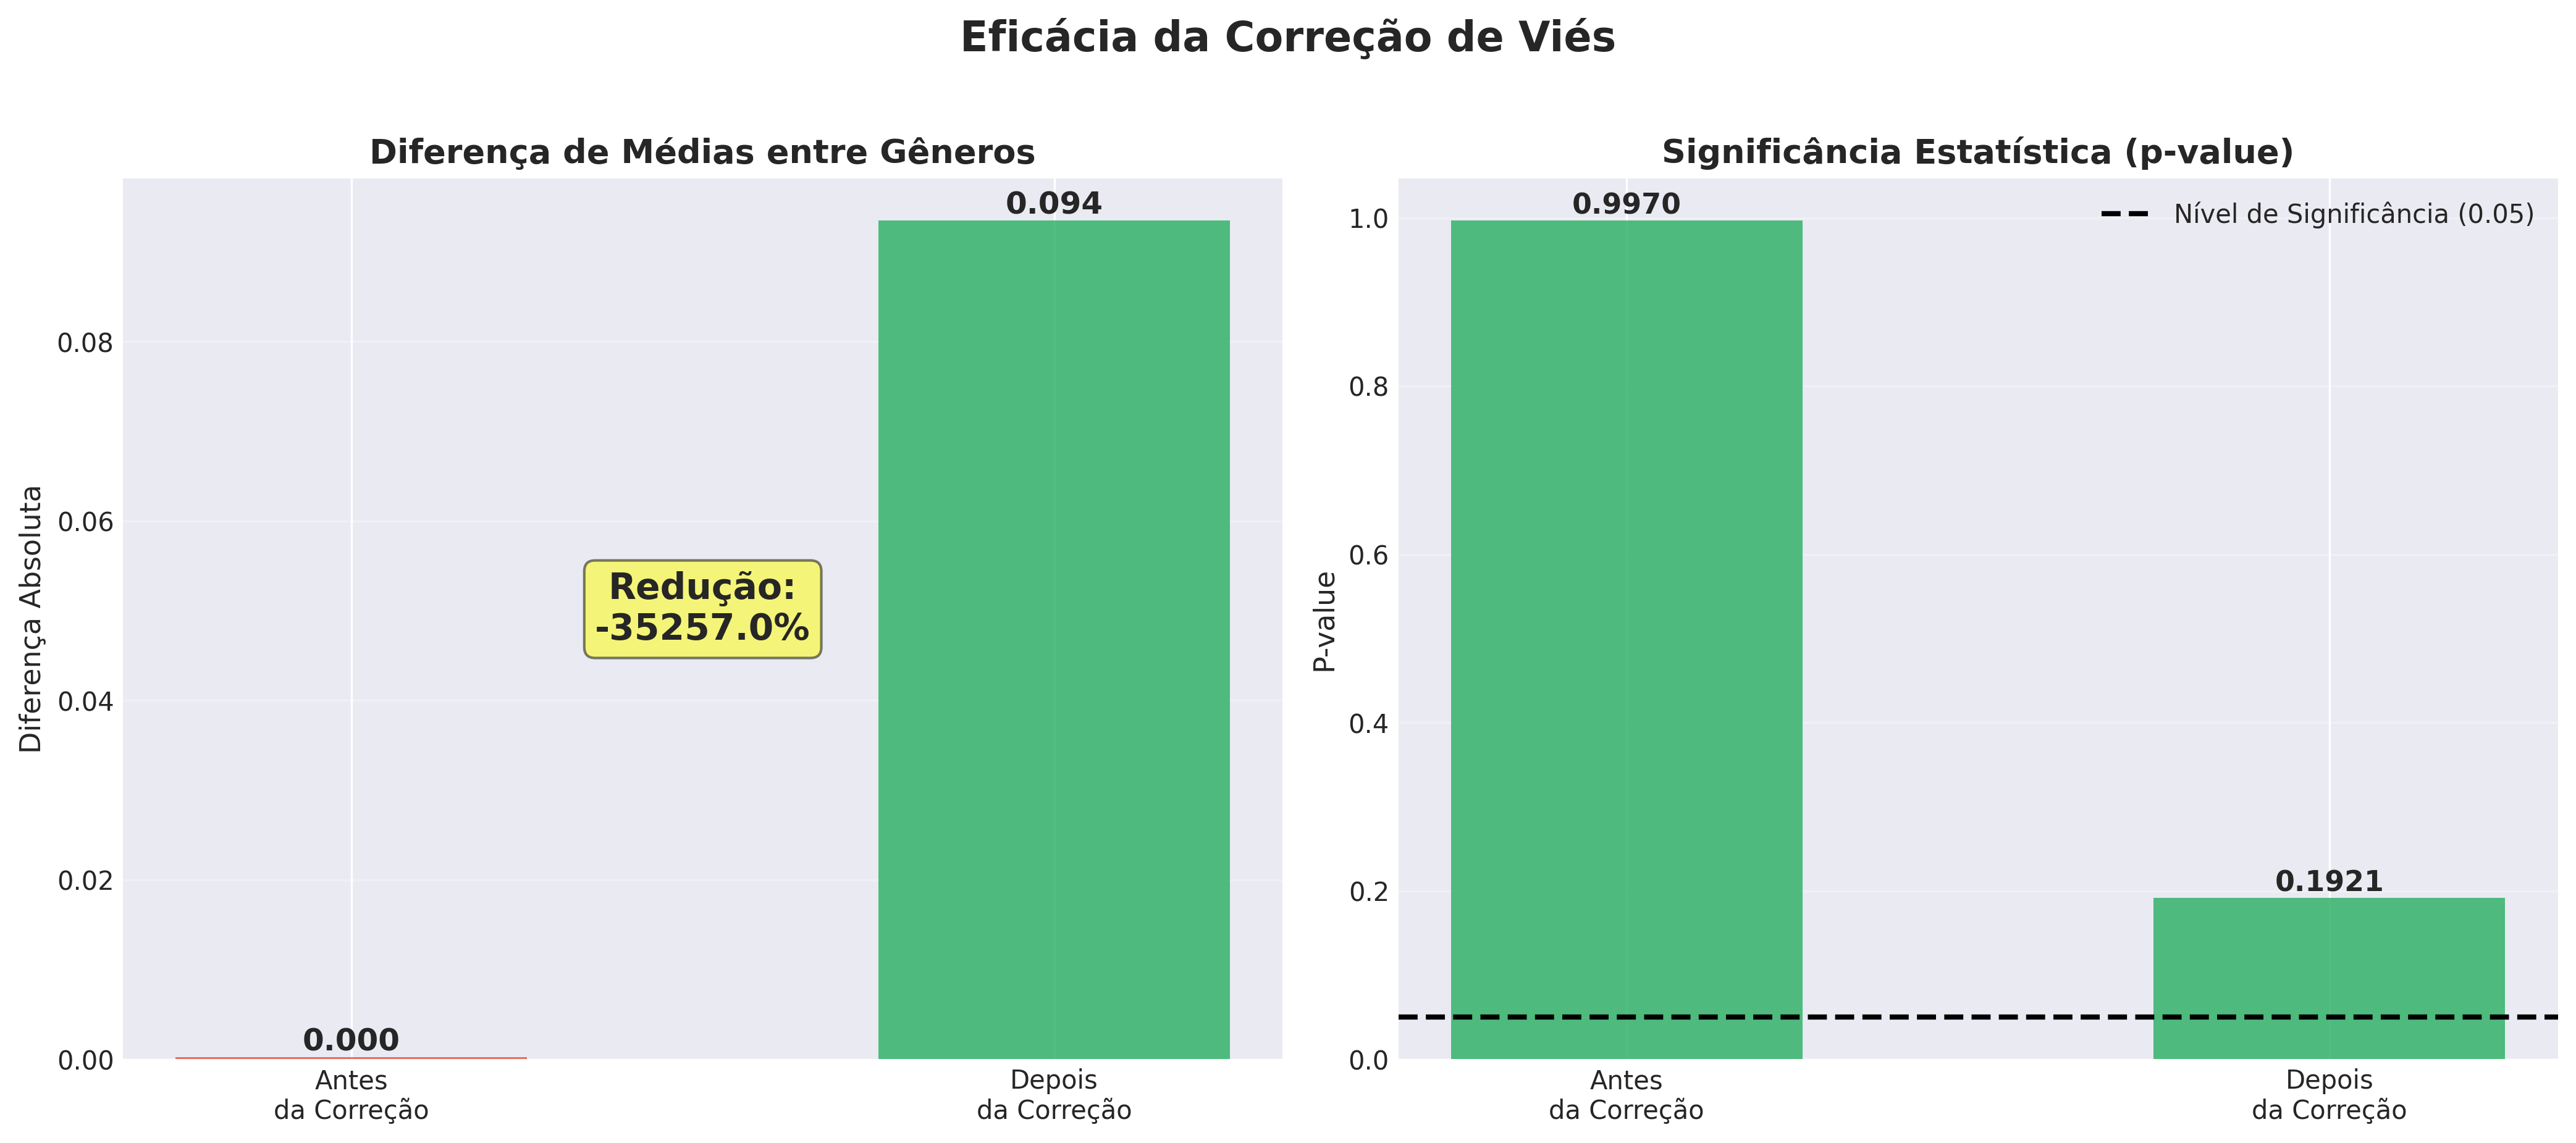 Eficácia da Correção de Viés
Diferença de Médias entre Gêneros
Diferença Absoluta
0.08
0.06
0.04
0.02
0.00
0.000
0.094
Redução:
-35257.0%
Antes
da Correção
Depois
da Correção
Significância Estatística (p-value)
P-value
1.0
0.8
0.6
0.4
0.2
0.0
0.9970
0.1921
Nível de Significância (0.05)
Antes
da Correção
Depois
da Correção